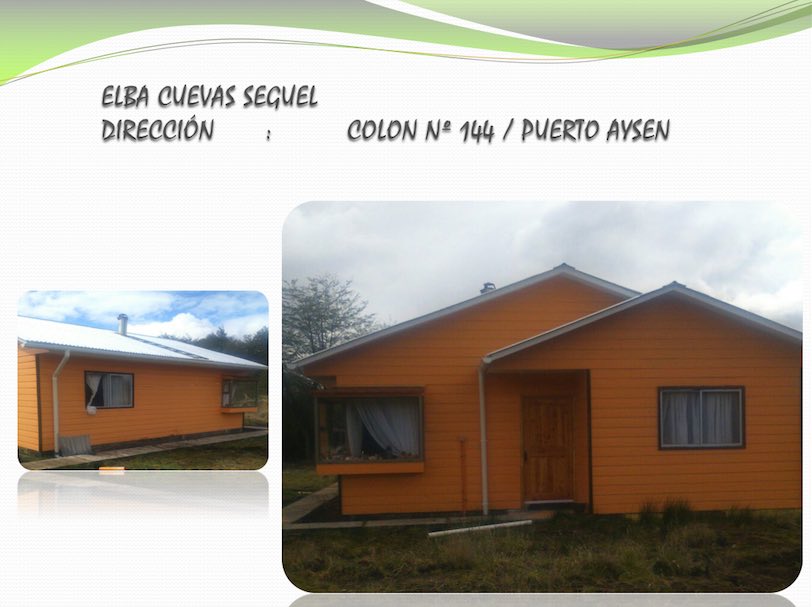 ELBA CUEVAS SEGUEL
DIRECCIÓN : COLON Nº 144 / PUERTO AYSEN